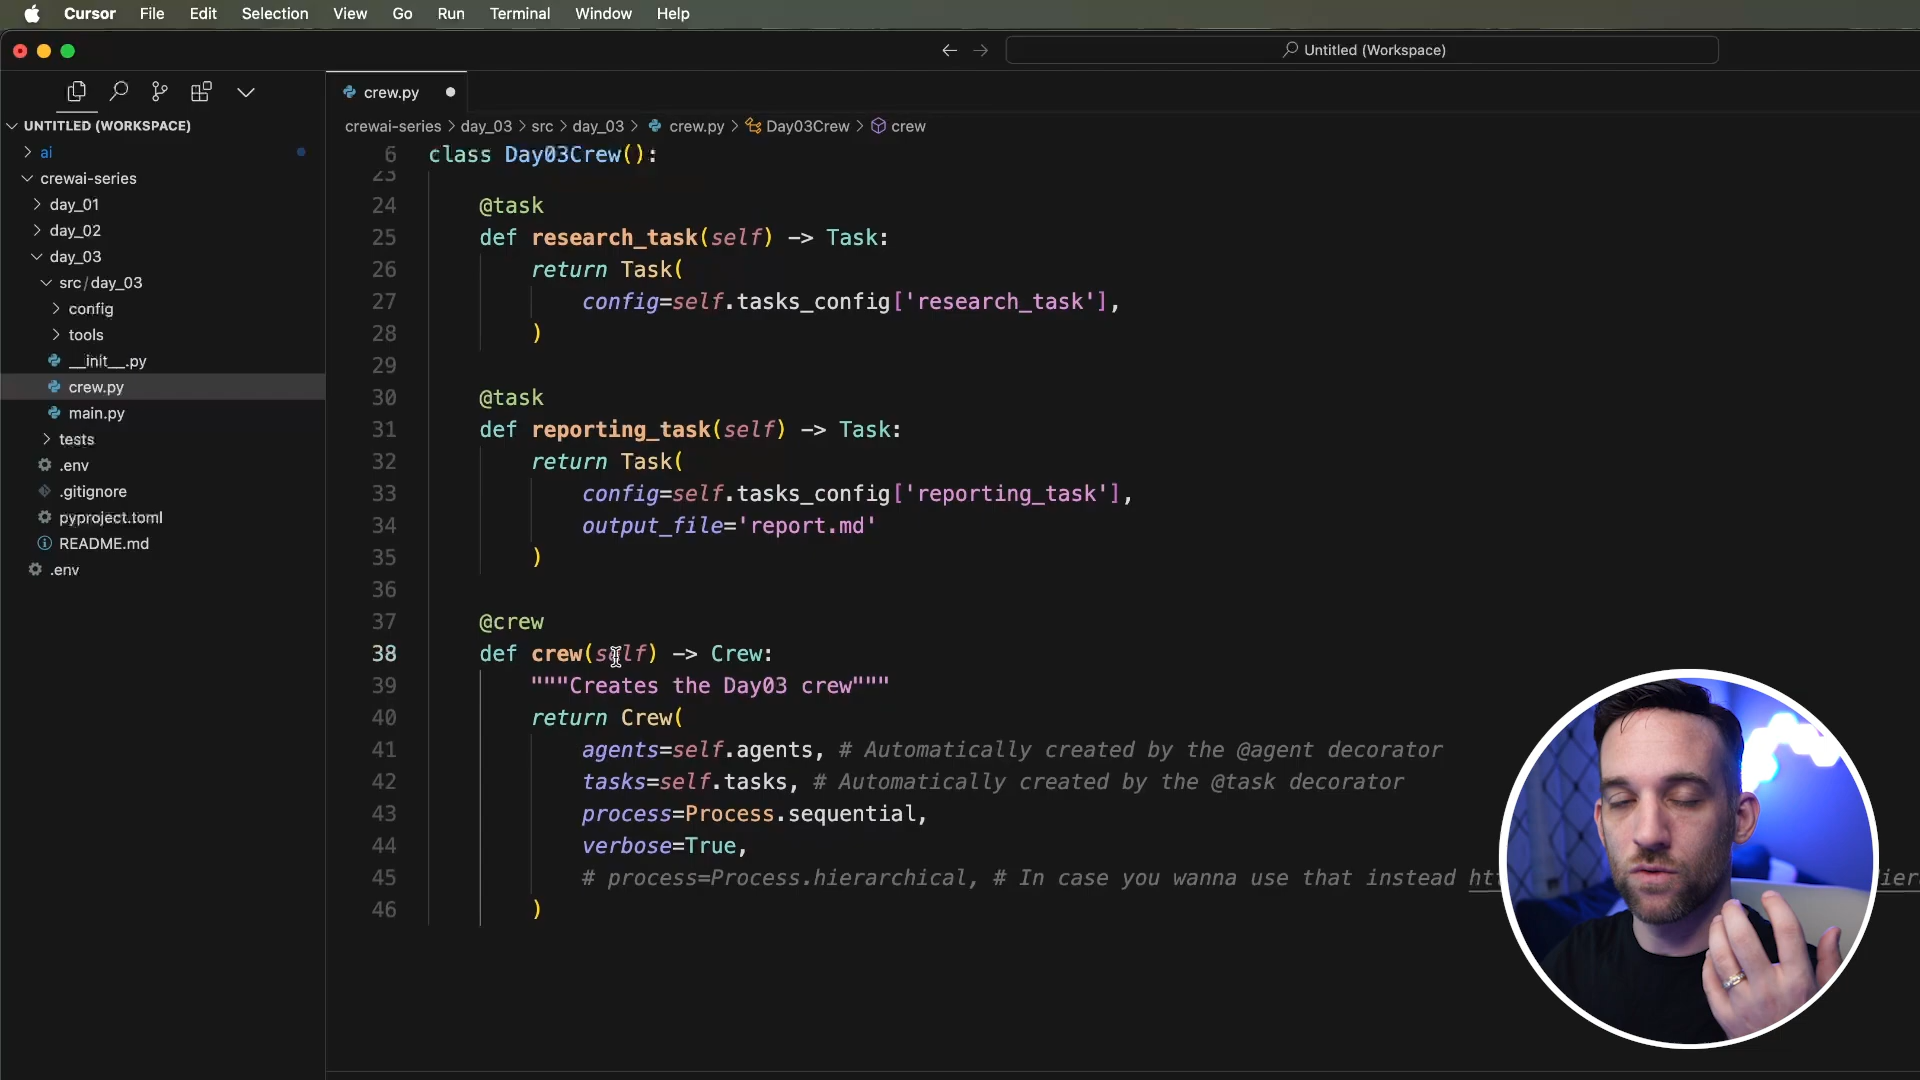 Cursor File Edit Selection View Go Run Terminal Window Help
Untitled (Workspace)
crew.py
UNTITLED (WORKSPACE)
ai
crewai-series
day_01
day_02
day_03
src/day_03
config
tools
__init__.py
crew.py
main.py
tests
.env
.gitignore
pyproject.toml
README.md
.env
crewai-series > day_03 > src > day_03 > crew.py > Day03Crew > crew
6 class Day03Crew():
23
24 @task
25 def research_task(self) -> Task:
26 return Task(
27 config=self.tasks_config['research_task'],
28 )
29
30 @task
31 def reporting_task(self) -> Task:
32 return Task(
33 config=self.tasks_config['reporting_task'],
34 output_file='report.md'
35 )
36
37 @crew
38 def crew(self) -> Crew:
39 """Creates the Day03 crew"""
40 return Crew(
41 agents=self.agents, # Automatically created by the @agent decorator
42 tasks=self.tasks, # Automatically created by the @task decorator
43 process=Process.sequential,
44 verbose=True,
45 # process=Process.hierarchical, # In case you wanna use that instead
46 )